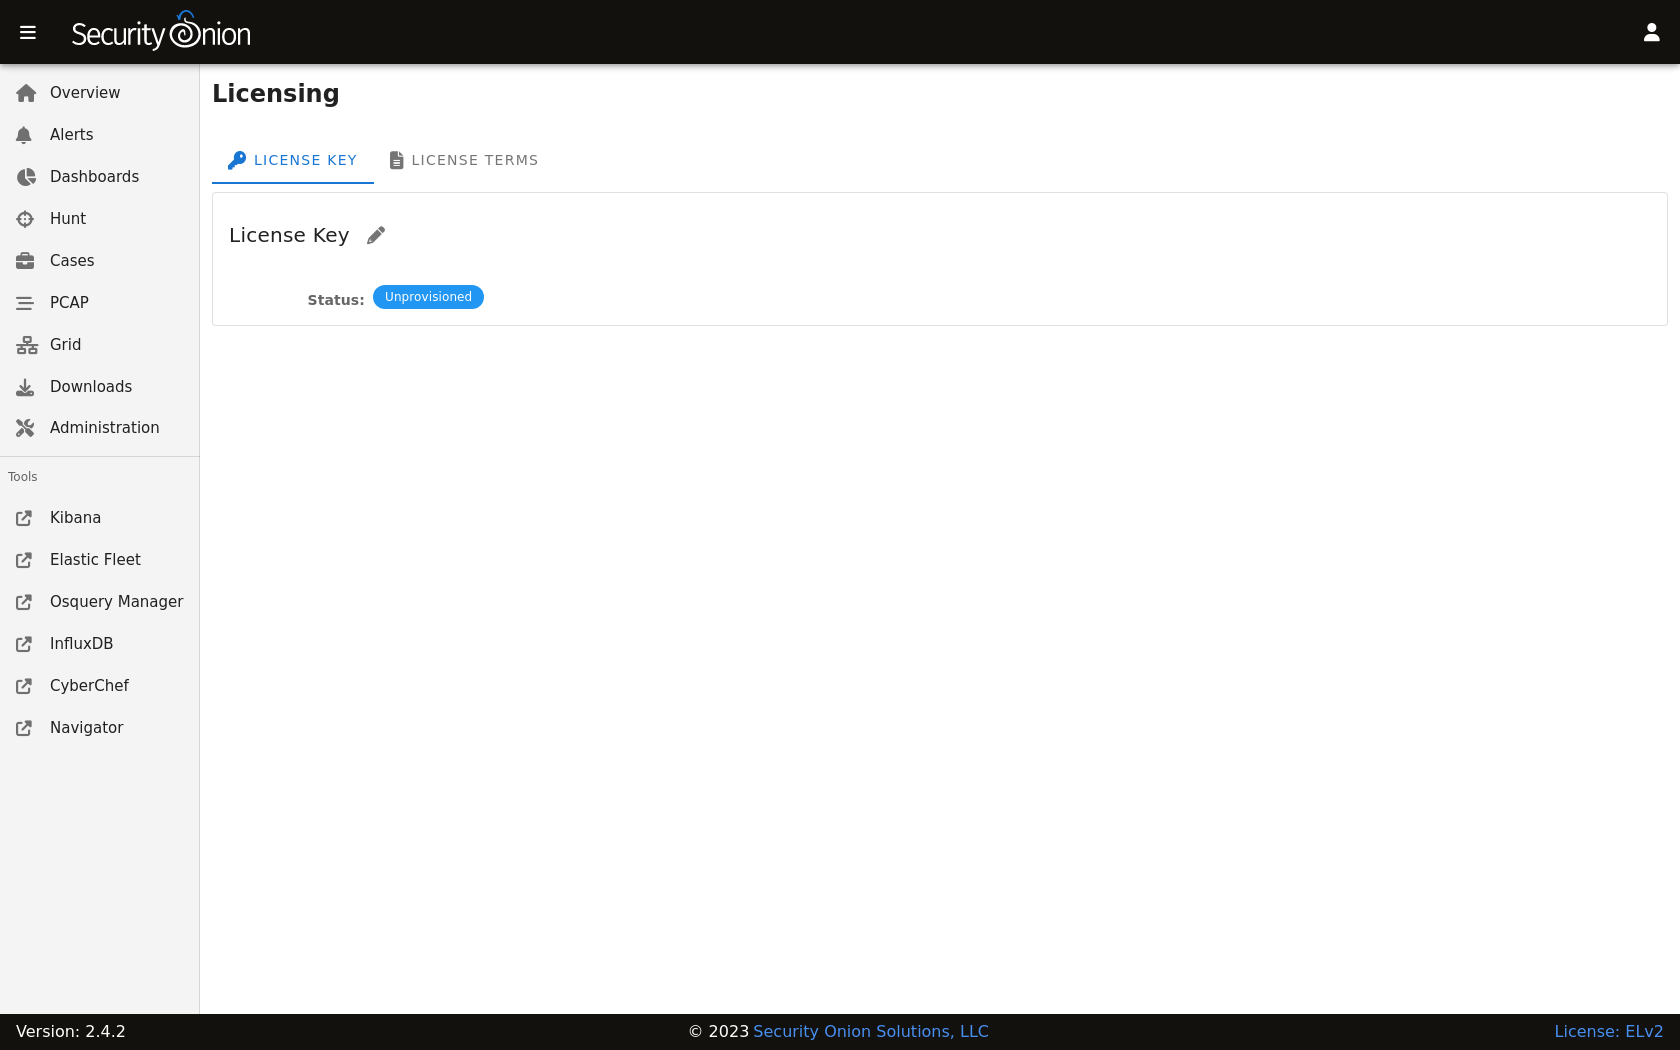 Security Onion
Overview
Alerts
Dashboards
Hunt
Cases
PCAP
Grid
Downloads
Administration
Tools
Kibana
Elastic Fleet
Osquery Manager
InfluxDB
CyberChef
Navigator
Licensing
LICENSE KEY LICENSE TERMS
License Key
Status: Unprovisioned
Version: 2.4.2 © 2023 Security Onion Solutions, LLC License: ELv2